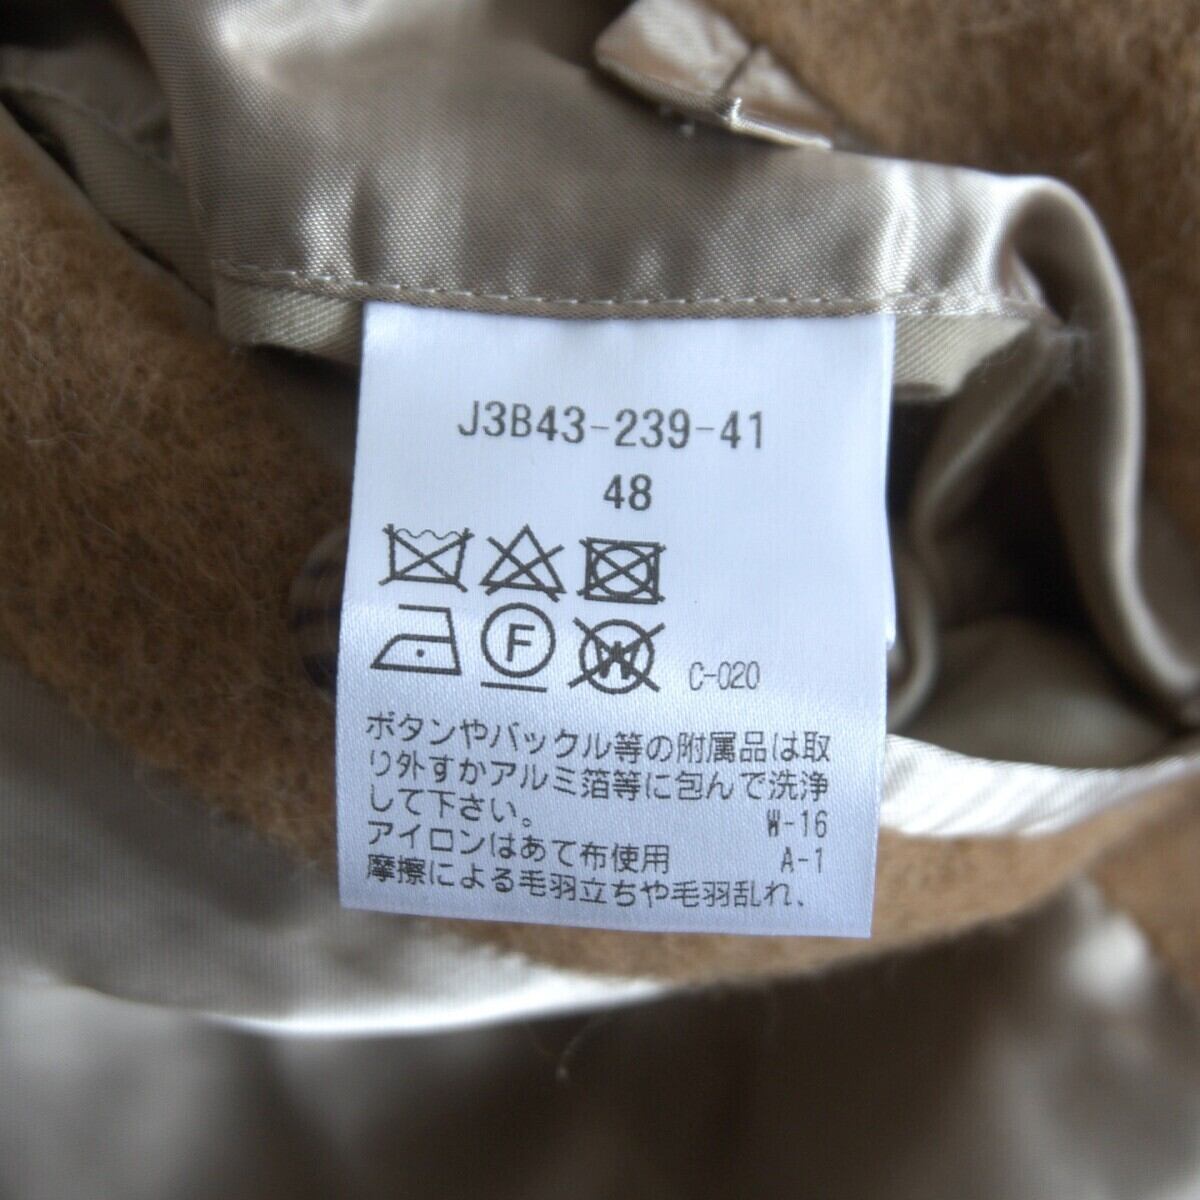 J3B43-239-41
48
F W C-020
ボタンやバックル等の附属品は取
り外すかアルミ箔等に包んで洗浄
して下さい。 W-16
アイロンはあて布使用 A-1
摩擦による毛羽立ちや毛羽乱れ、